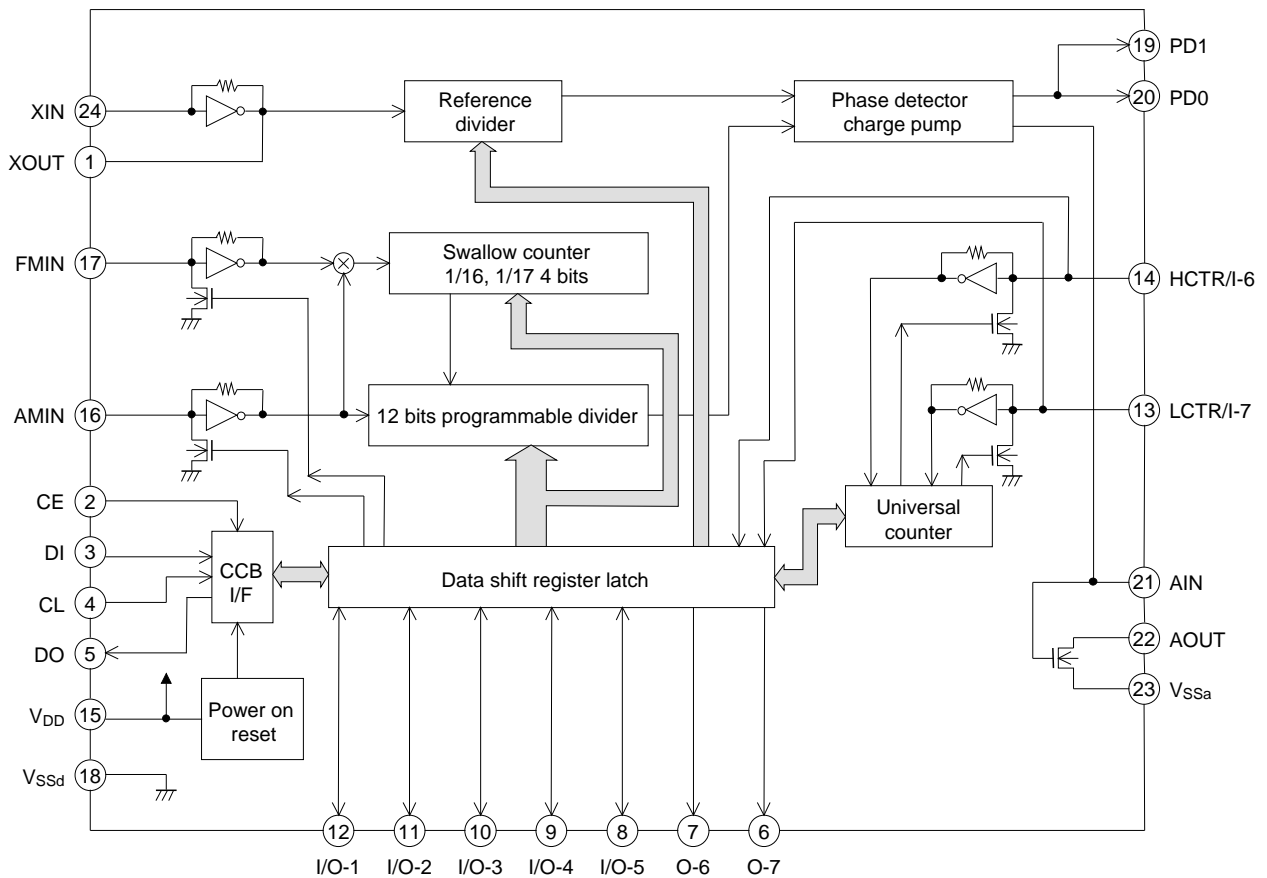 19 PD1
24 XIN
Reference
divider
Phase detector
charge pump
20 PD0
XOUT 1
FMIN 17
Swallow counter
1/16, 1/17 4 bits
14 HCTR/I-6
AMIN 16
12 bits programmable divider
13 LCTR/I-7
CE 2
Universal
counter
DI 3
CCB
I/F
Data shift register latch
21 AIN
CL 4
22 AOUT
DO 5
23 VSSa
VDD 15
Power on
reset
VSSd 18
12 11 10 9 8 7 6
I/O-1 I/O-2 I/O-3 I/O-4 I/O-5 O-6 O-7